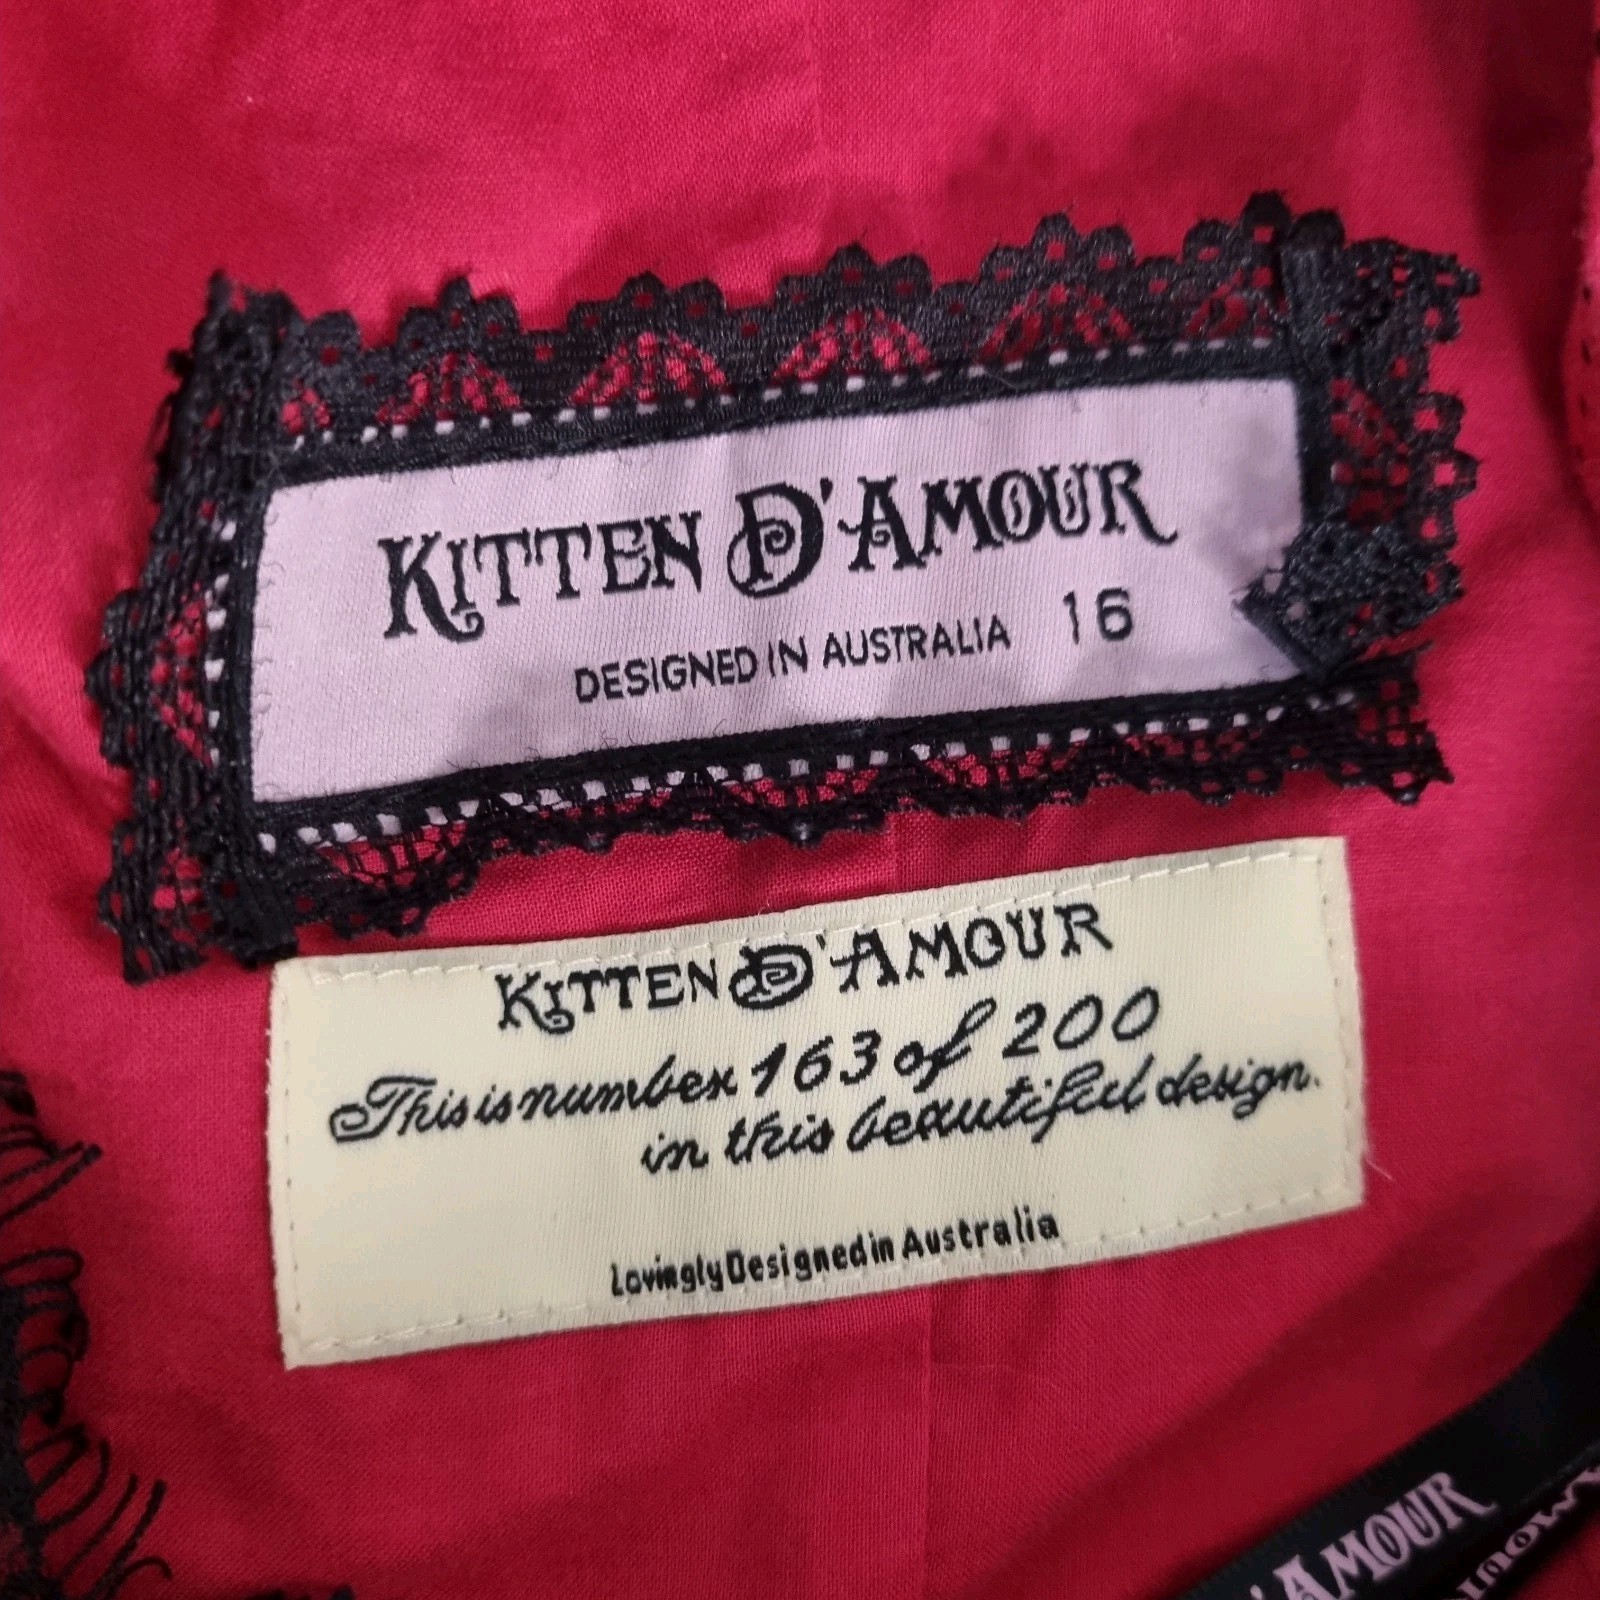 KITTEN D'AMOUR
DESIGNED IN AUSTRALIA 16
KITTEN D'AMOUR
This is number 163 of 200
in this beautiful design.
Lovingly Designed in Australia
D'AMOUR